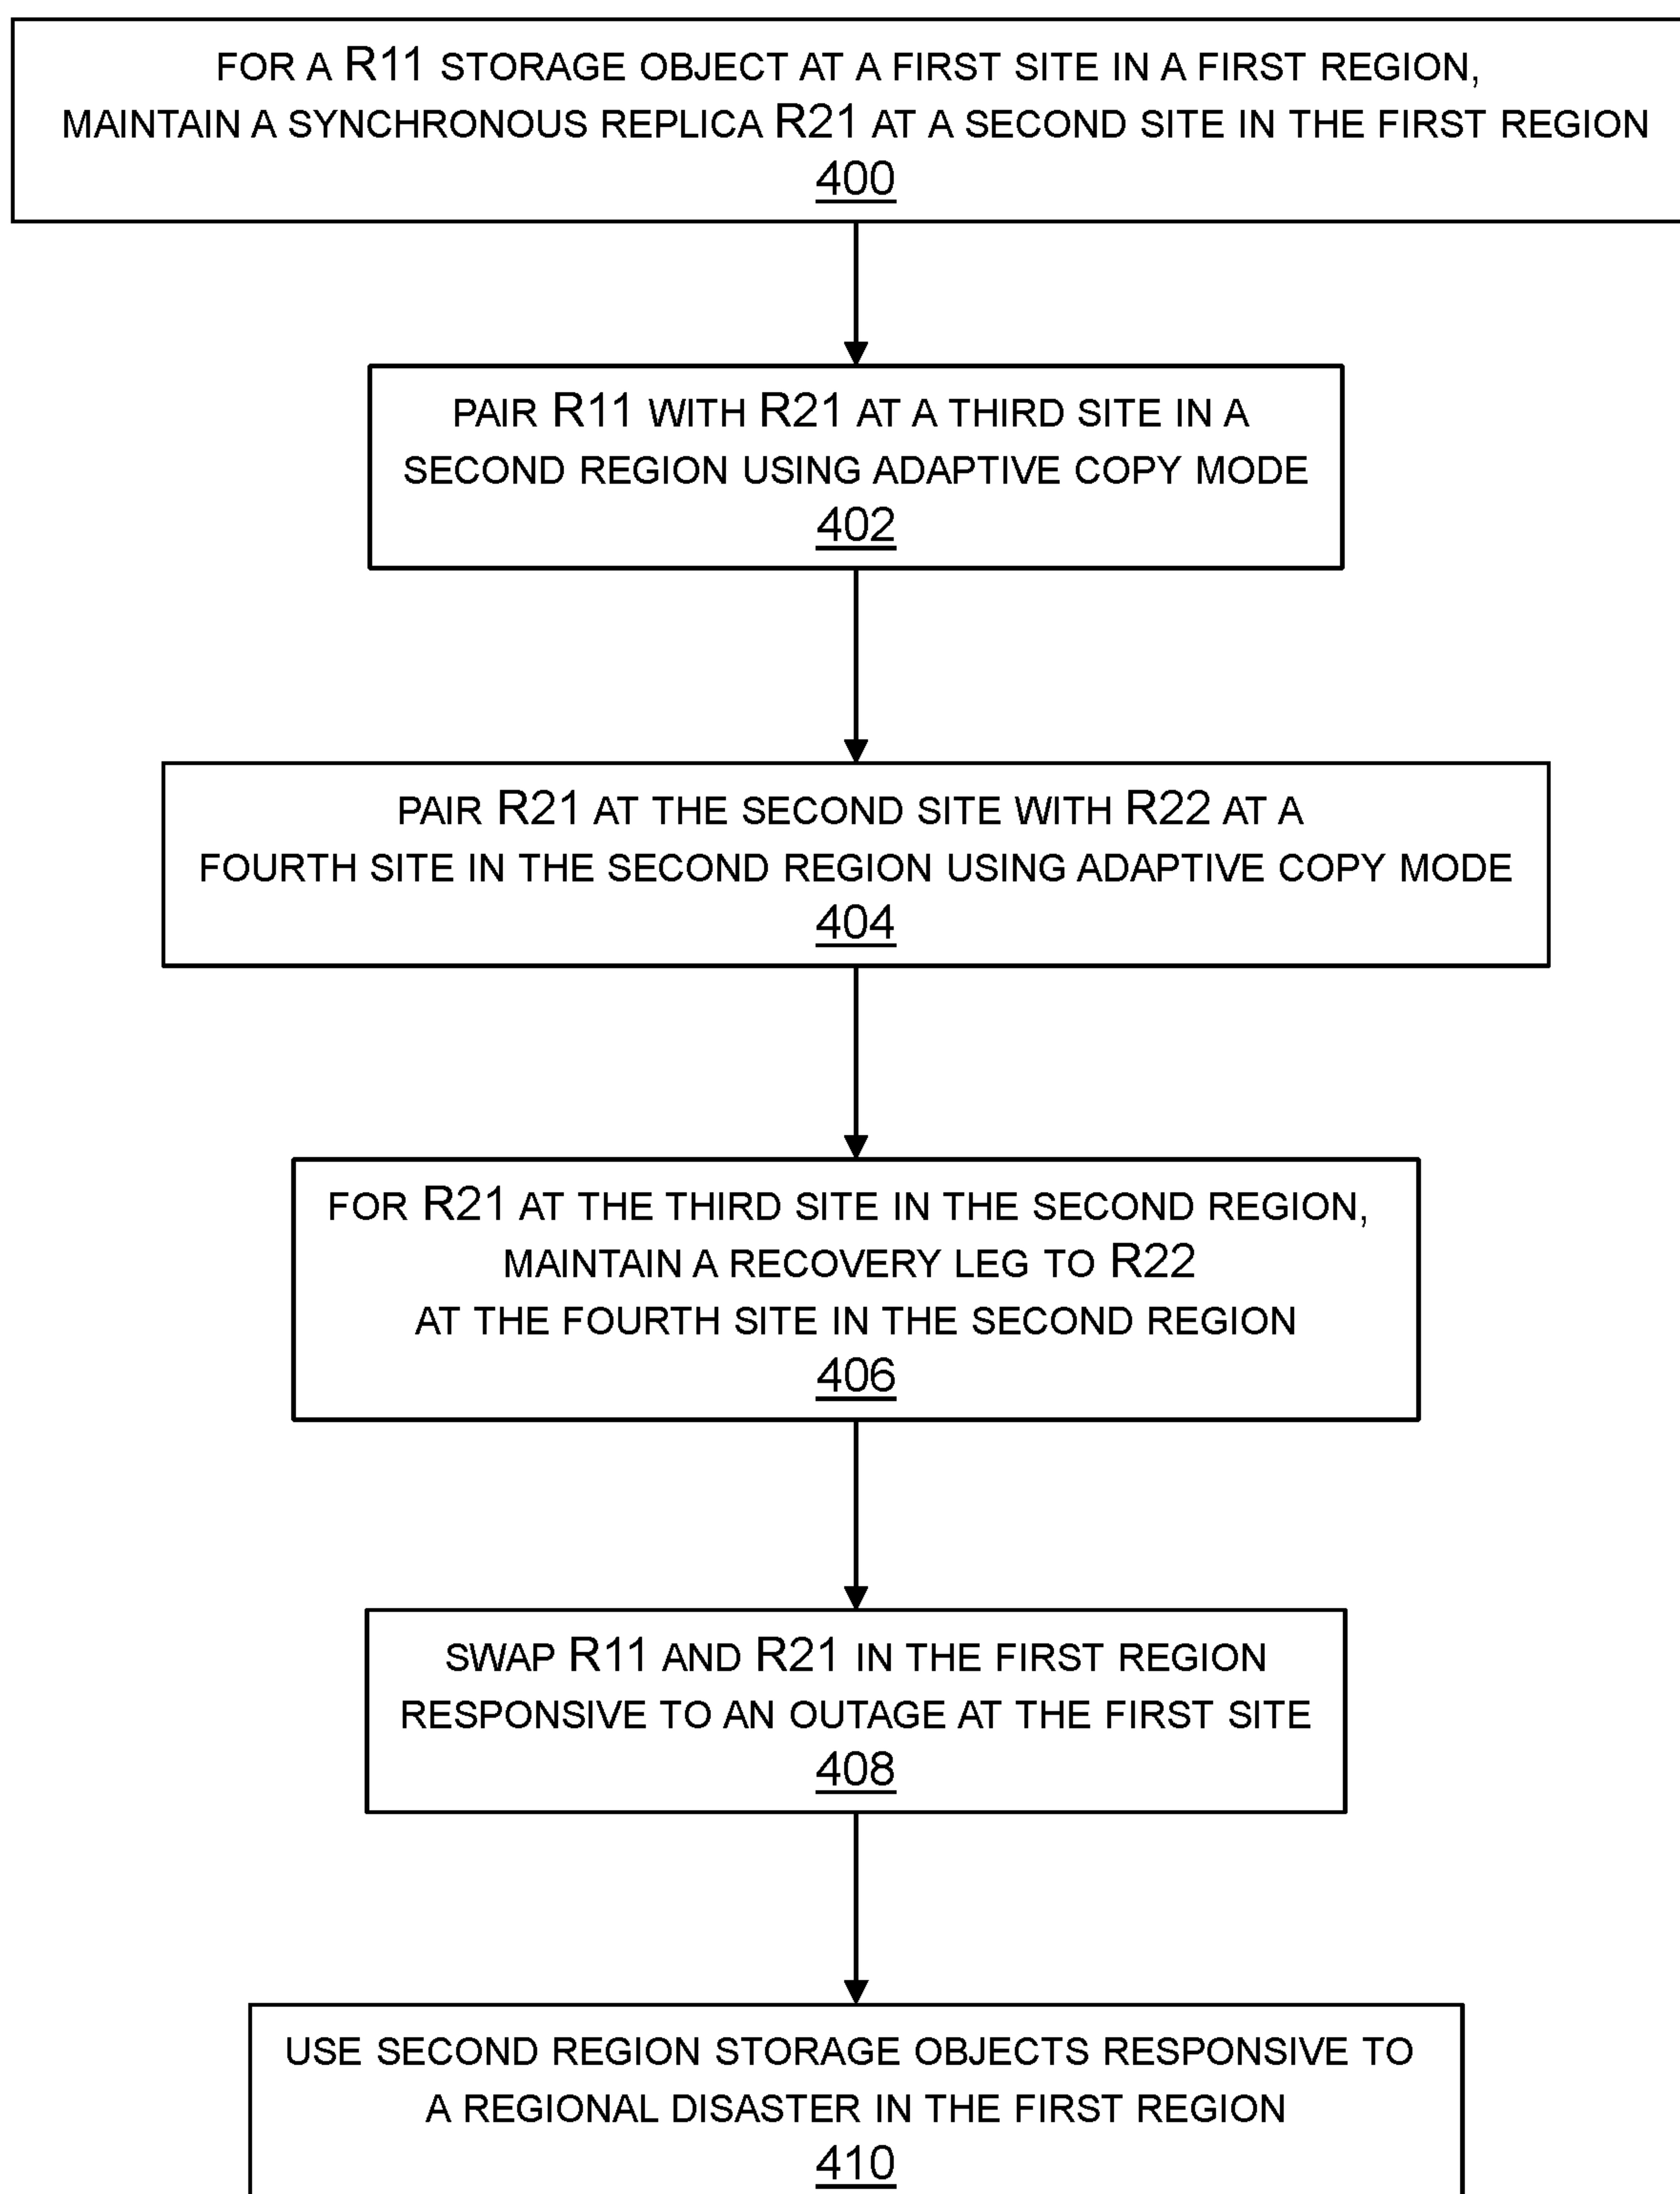 FOR A R11 STORAGE OBJECT AT A FIRST SITE IN A FIRST REGION,
MAINTAIN A SYNCHRONOUS REPLICA R21 AT A SECOND SITE IN THE FIRST REGION
400
PAIR R11 WITH R21 AT A THIRD SITE IN A
SECOND REGION USING ADAPTIVE COPY MODE
402
PAIR R21 AT THE SECOND SITE WITH R22 AT A
FOURTH SITE IN THE SECOND REGION USING ADAPTIVE COPY MODE
404
FOR R21 AT THE THIRD SITE IN THE SECOND REGION,
MAINTAIN A RECOVERY LEG TO R22
AT THE FOURTH SITE IN THE SECOND REGION
406
SWAP R11 AND R21 IN THE FIRST REGION
RESPONSIVE TO AN OUTAGE AT THE FIRST SITE
408
USE SECOND REGION STORAGE OBJECTS RESPONSIVE TO
A REGIONAL DISASTER IN THE FIRST REGION
410